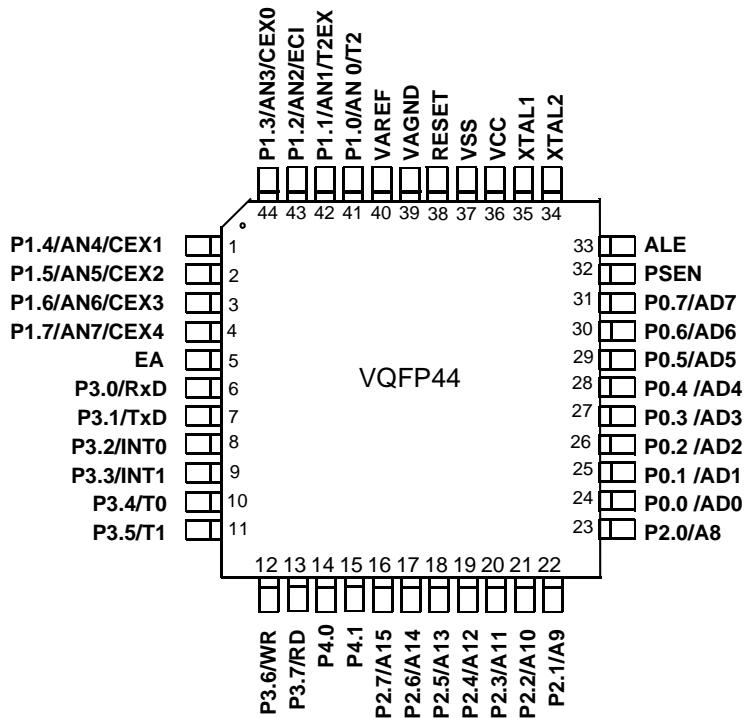 P1.3/AN3/CEX0
P1.2/AN2/ECI
P1.1/AN1/T2EX
P1.0/AN 0/T2
VAREF
VAGND
RESET
VSS
VCC
XTAL1
XTAL2
44 43 42 41 40 39 38 37 36 35 34
P1.4/AN4/CEX1 1
P1.5/AN5/CEX2 2
P1.6/AN6/CEX3 3
P1.7/AN7/CEX4 4
EA 5
P3.0/RxD 6
P3.1/TxD 7
P3.2/INT0 8
P3.3/INT1 9
P3.4/T0 10
P3.5/T1 11
VQFP44
33 ALE
32 PSEN
31 P0.7/AD7
30 P0.6/AD6
29 P0.5/AD5
28 P0.4 /AD4
27 P0.3 /AD3
26 P0.2 /AD2
25 P0.1 /AD1
24 P0.0 /AD0
23 P2.0/A8
12 13 14 15 16 17 18 19 20 21 22
P3.6/WR
P3.7/RD
P4.0
P4.1
P2.7/A15
P2.6/A14
P2.5/A13
P2.4/A12
P2.3/A11
P2.2/A10
P2.1/A9